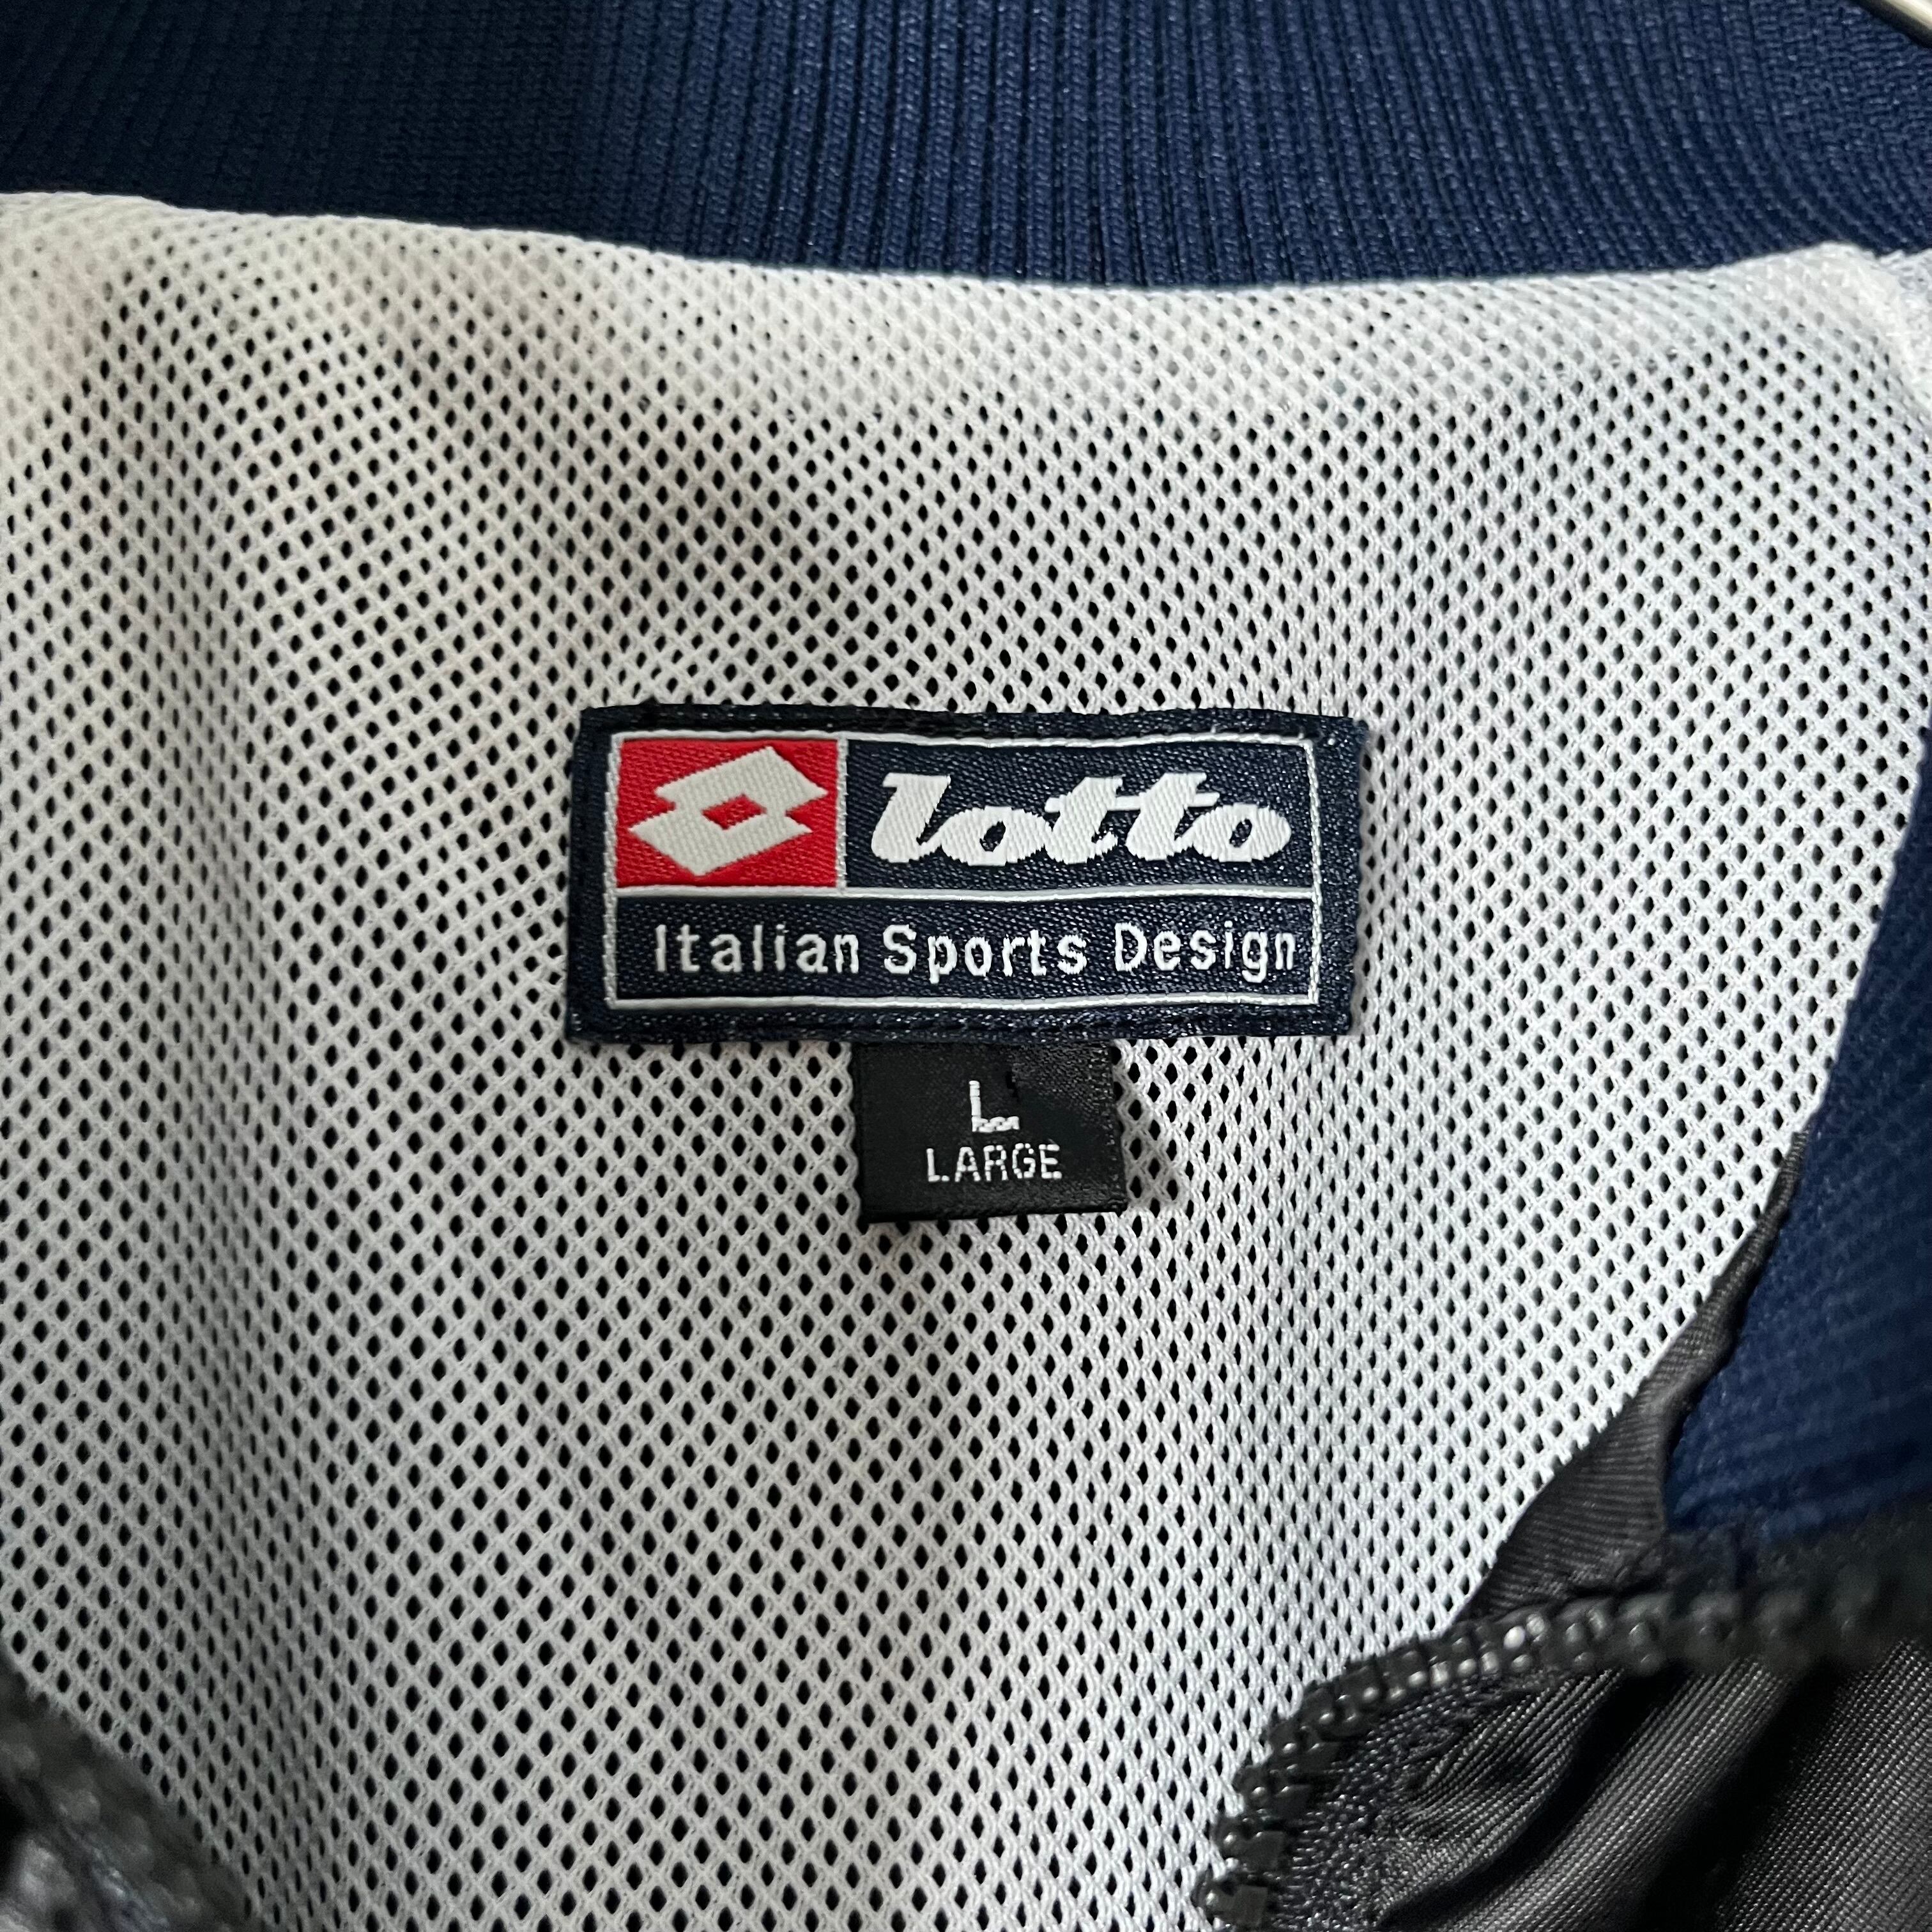 lotto
Italian Sports Design
L
LARGE